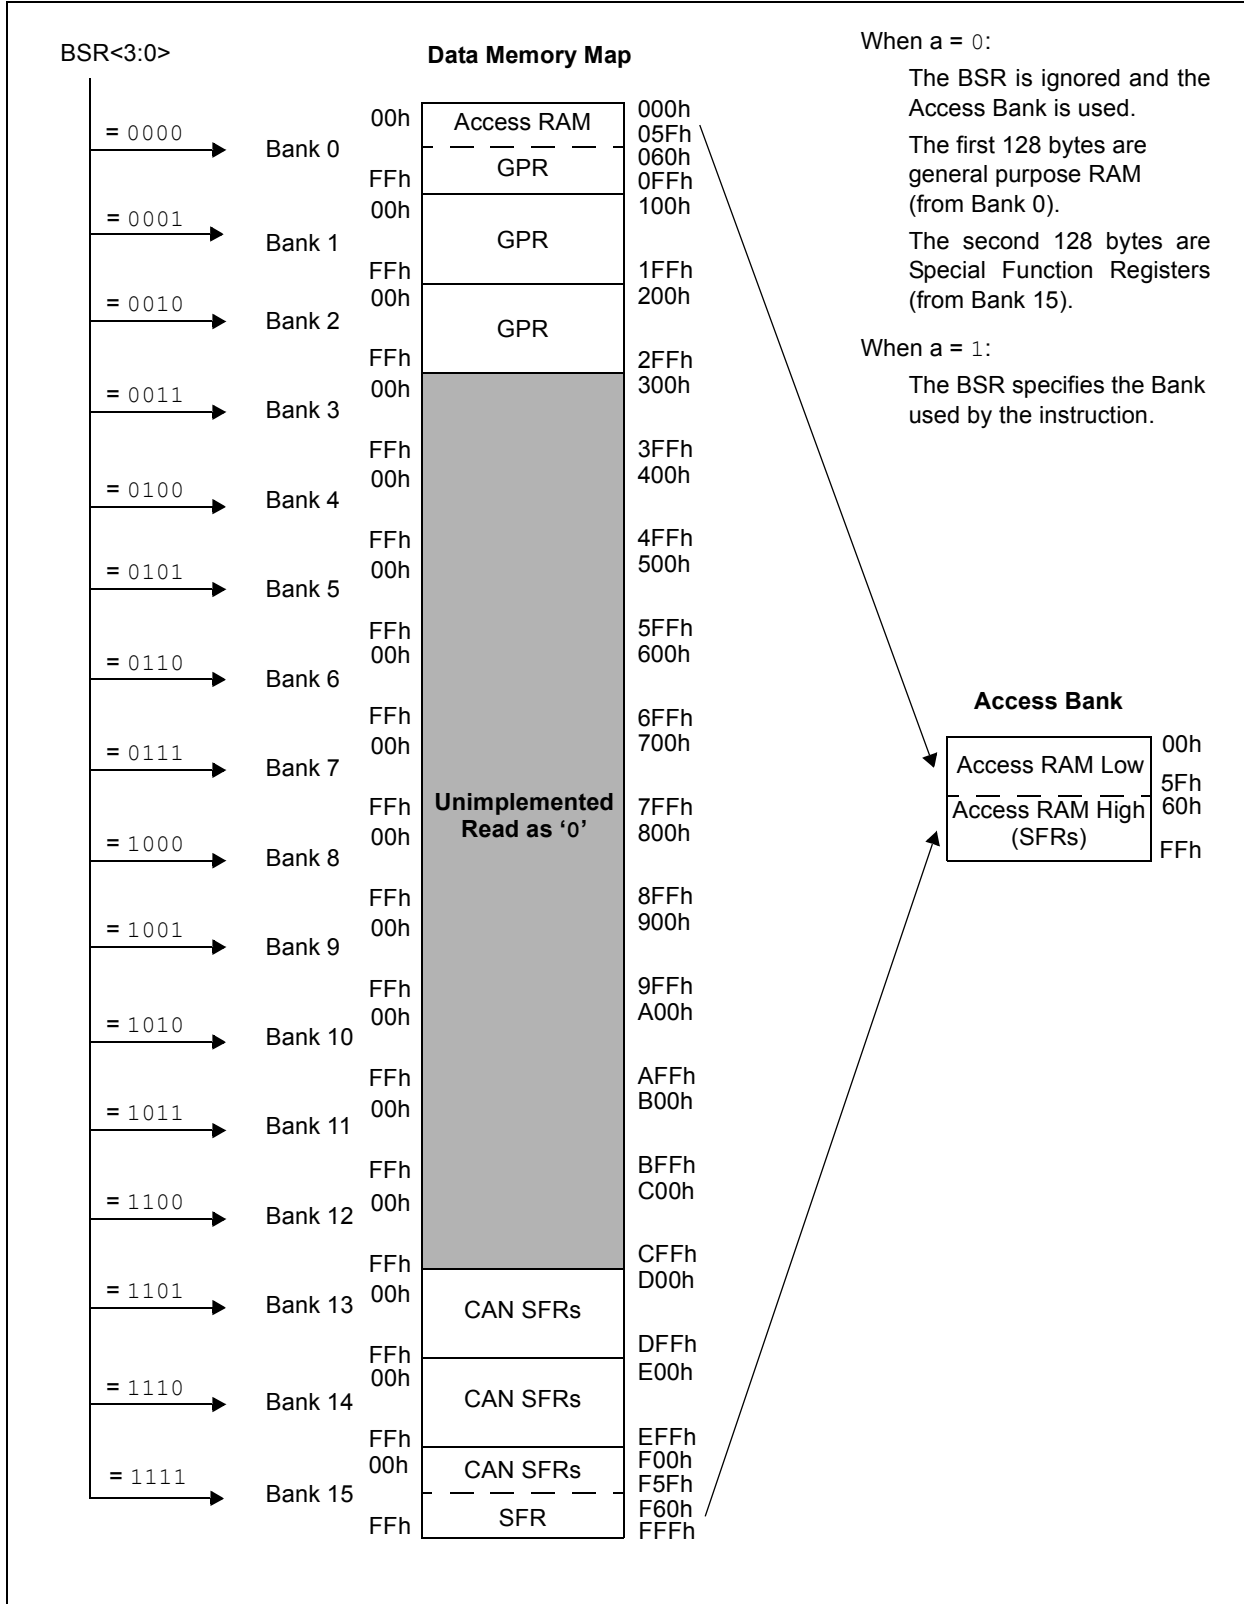 BSR<3:0>
Data Memory Map
When a = 0:
The BSR is ignored and the
Access Bank is used.
The first 128 bytes are
general purpose RAM
(from Bank 0).
The second 128 bytes are
Special Function Registers
(from Bank 15).
When a = 1:
The BSR specifies the Bank
used by the instruction.
= 0000
Bank 0
00h
Access RAM
000h
05Fh
060h
GPR
FFh
0FFh
= 0001
Bank 1
00h
100h
GPR
FFh
1FFh
= 0010
Bank 2
00h
200h
GPR
FFh
2FFh
= 0011
Bank 3
00h
300h
FFh
3FFh
= 0100
Bank 4
00h
400h
FFh
4FFh
= 0101
Bank 5
00h
500h
FFh
5FFh
= 0110
Bank 6
00h
600h
FFh
6FFh
= 0111
Bank 7
00h
700h
FFh
7FFh
Unimplemented
Read as ‘0’
= 1000
Bank 8
00h
800h
FFh
8FFh
= 1001
Bank 9
00h
900h
FFh
9FFh
= 1010
Bank 10
00h
A00h
FFh
AFFh
= 1011
Bank 11
00h
B00h
FFh
BFFh
= 1100
Bank 12
00h
C00h
FFh
CFFh
= 1101
Bank 13
00h
D00h
CAN SFRs
FFh
DFFh
= 1110
Bank 14
00h
E00h
CAN SFRs
FFh
EFFh
= 1111
Bank 15
00h
F00h
CAN SFRs
F5Fh
F60h
SFR
FFh
FFFh
Access Bank
Access RAM Low
00h
5Fh
Access RAM High
(SFRs)
60h
FFh